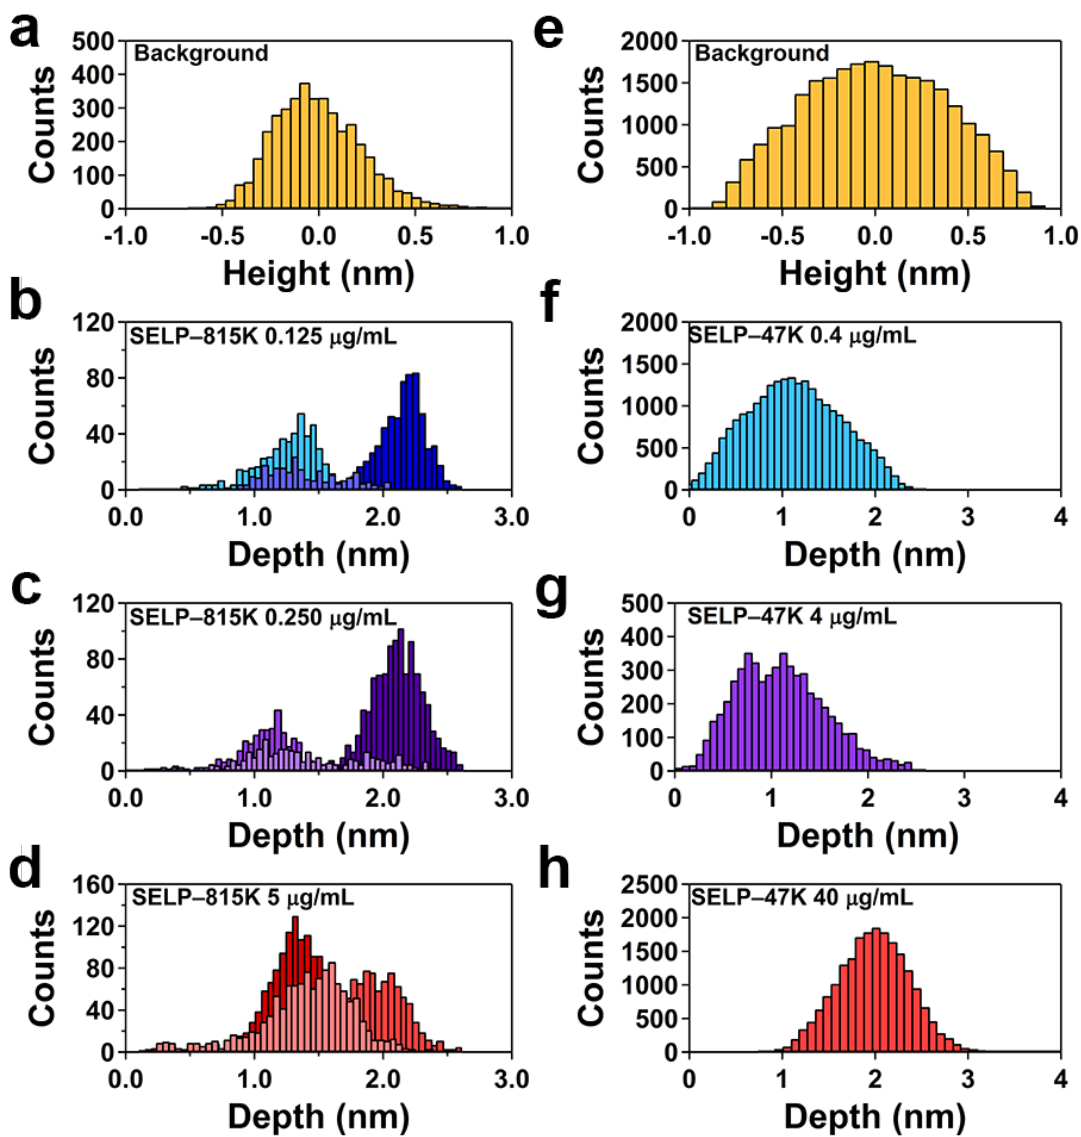 a
500
400
300
200
100
0
Counts
Background
-1.0 -0.5 0.0 0.5 1.0
Height (nm)
e
2000
1500
1000
500
0
Counts
Background
-1.0 -0.5 0.0 0.5 1.0
Height (nm)
b
120
80
40
0
Counts
SELP–815K 0.125 μg/mL
0.0 1.0 2.0 3.0
Depth (nm)
f
2000
1500
1000
500
0
Counts
SELP–47K 0.4 μg/mL
0 1 2 3 4
Depth (nm)
c
120
80
40
0
Counts
SELP–815K 0.250 μg/mL
0.0 1.0 2.0 3.0
Depth (nm)
g
500
400
300
200
100
0
Counts
SELP–47K 4 μg/mL
0 1 2 3 4
Depth (nm)
d
160
120
80
40
0
Counts
SELP–815K 5 μg/mL
0.0 1.0 2.0 3.0
Depth (nm)
h
2500
2000
1500
1000
500
0
Counts
SELP–47K 40 μg/mL
0 1 2 3 4
Depth (nm)